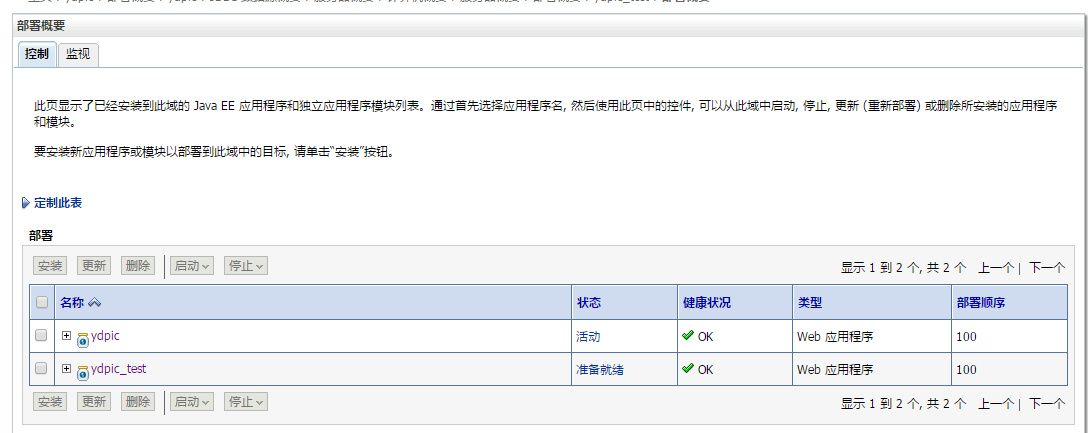 部署概要
控制 监视
此页显示了已经安装到此域的 Java EE 应用程序和独立应用程序模块列表。通过首先选择应用程序名, 然后使用此页中的控件, 可以从此域中启动, 停止, 更新 (重新部署) 或删除所安装的应用程序
和模块。
要安装新应用程序或模块以部署到此域中的目标, 请单击“安装”按钮。
定制此表
部署
安装 更新 删除 启动 停止 显示 1 到 2 个, 共 2 个 上一个 | 下一个
名称 状态 健康状况 类型 部署顺序
ydpic 活动 OK Web 应用程序 100
ydpic_test 准备就绪 OK Web 应用程序 100
安装 更新 删除 启动 停止 显示 1 到 2 个, 共 2 个 上一个 | 下一个